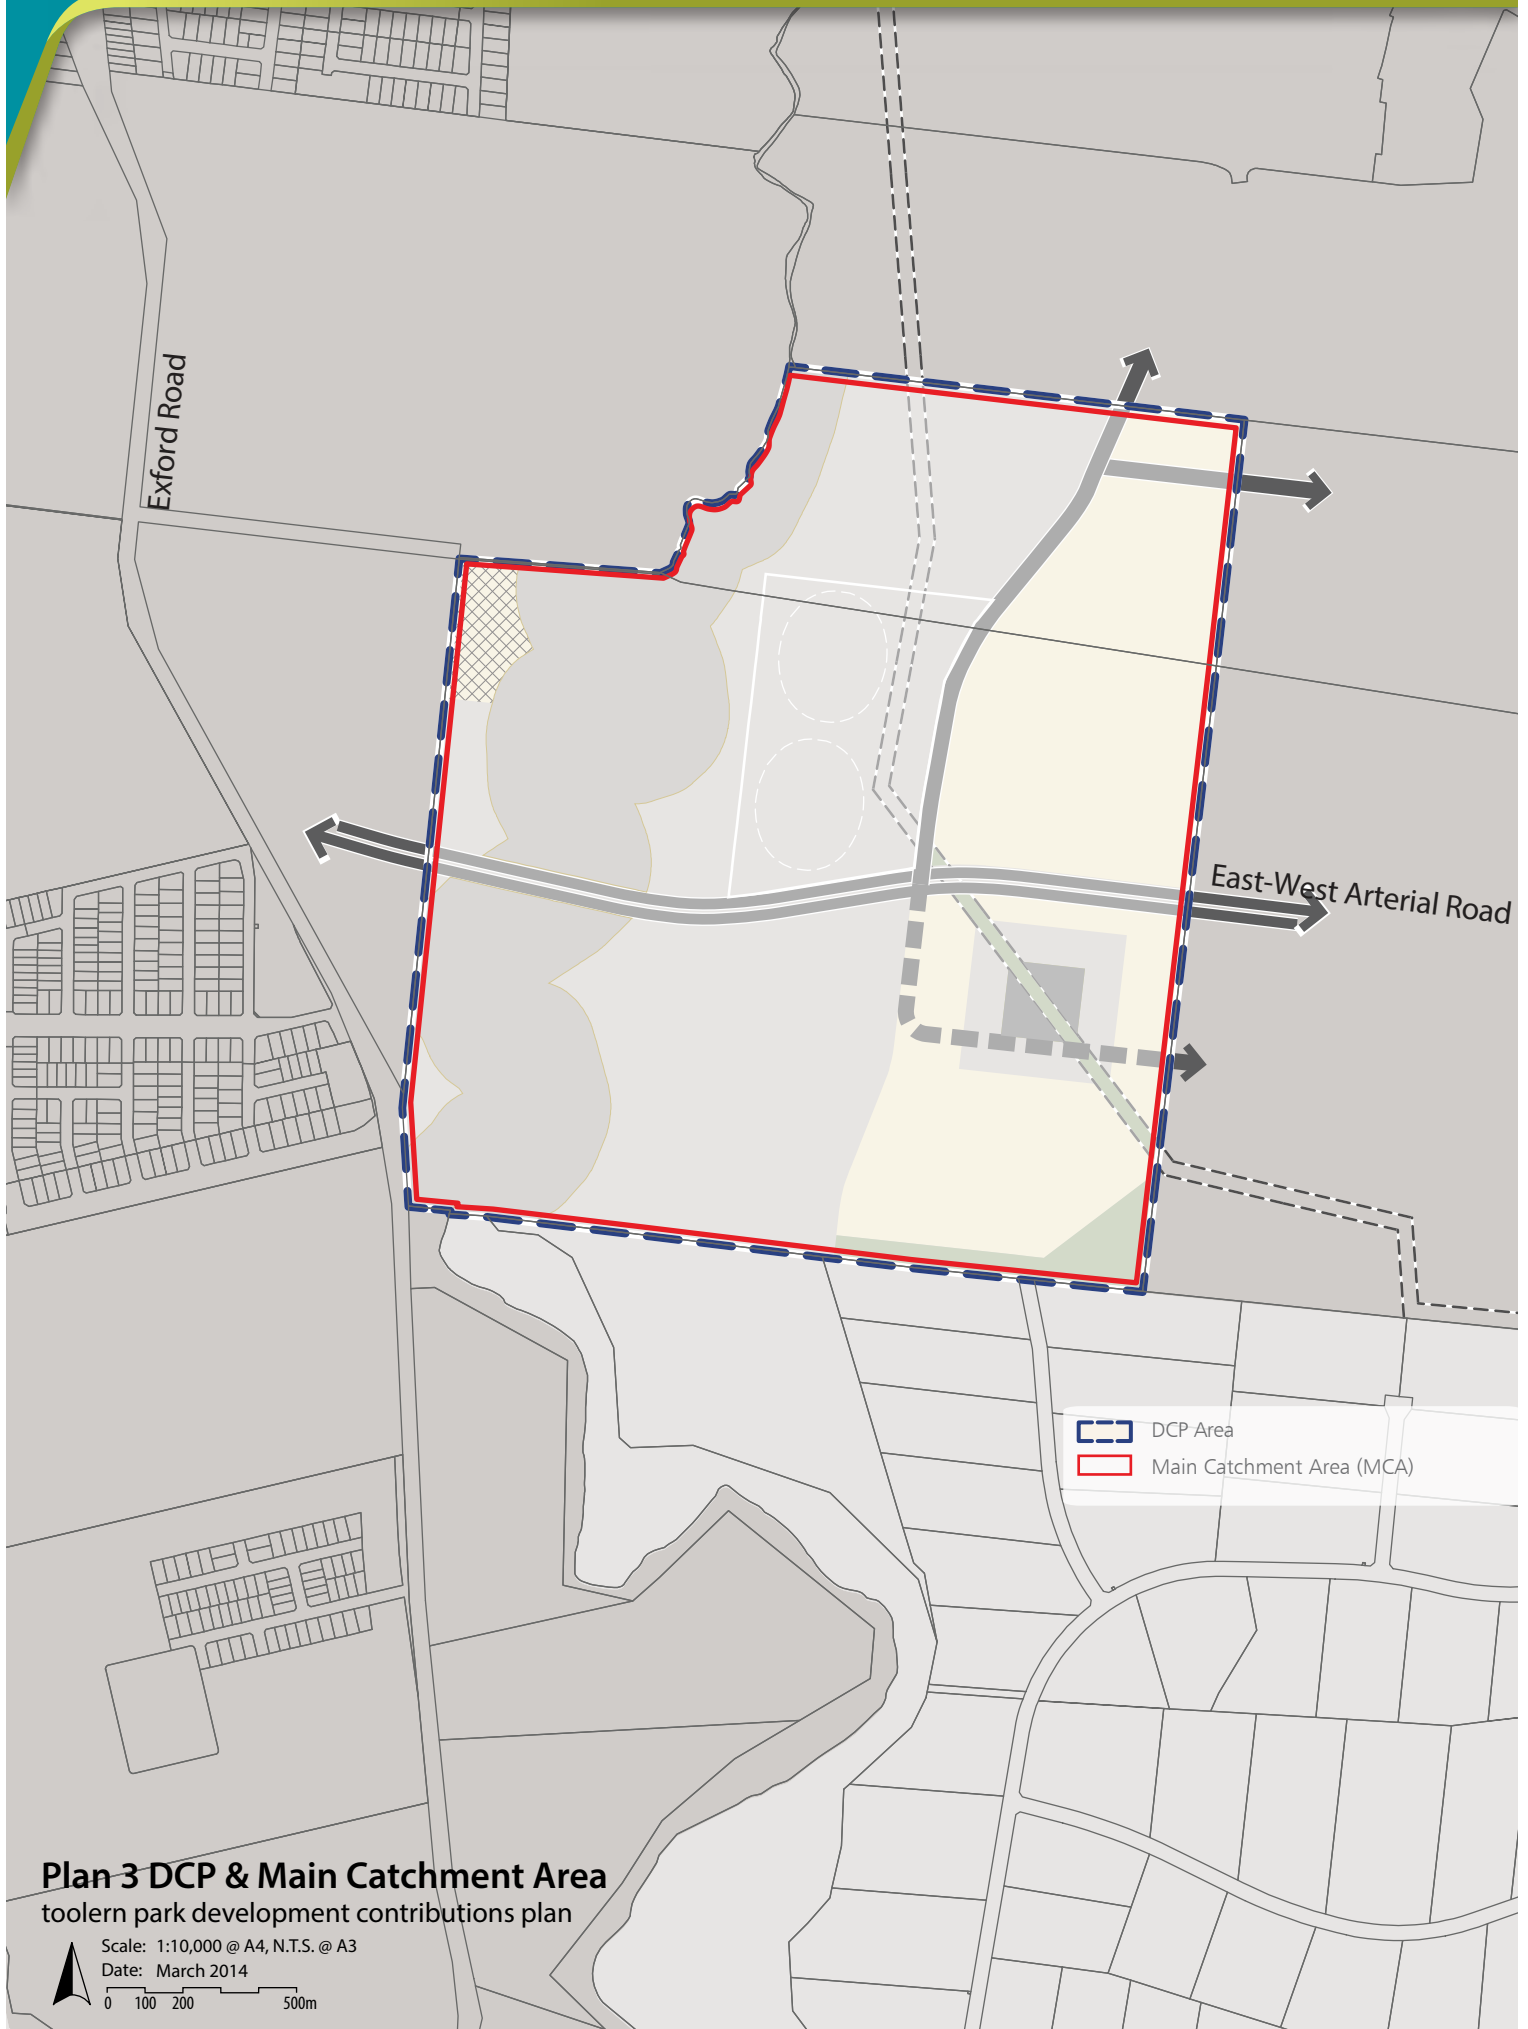 Exford Road
East-West Arterial Road
DCP Area
Main Catchment Area (MCA)
Plan 3 DCP & Main Catchment Area
toolern park development contributions plan
Scale: 1:10,000 @ A4, N.T.S. @ A3
Date: March 2014
0 100 200 500m